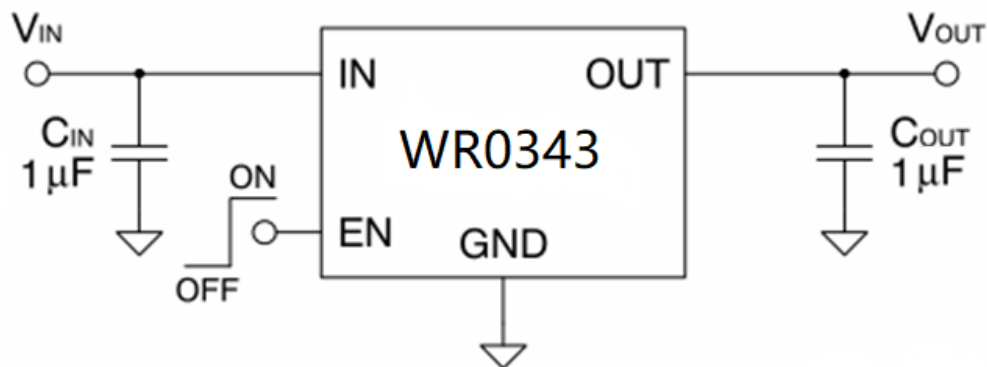 VIN
VOUT
IN
OUT
CIN
1 μF
WR0343
COUT
1 μF
ON
EN
GND
OFF